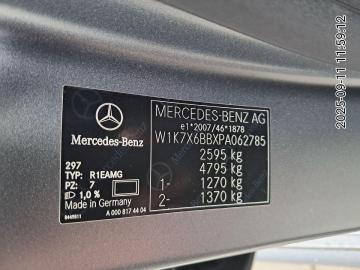 2025-09-11 11:59:12
Mercedes-Benz
297
TYP: R1EAMG
PZ: 7
1,0 %
Made in Germany
A 000 817 44 04
MERCEDES-BENZ AG
e1*2007/46*1878
W1K7X6BBXPA062785
2595 kg
4795 kg
1- 1270 kg
2- 1370 kg